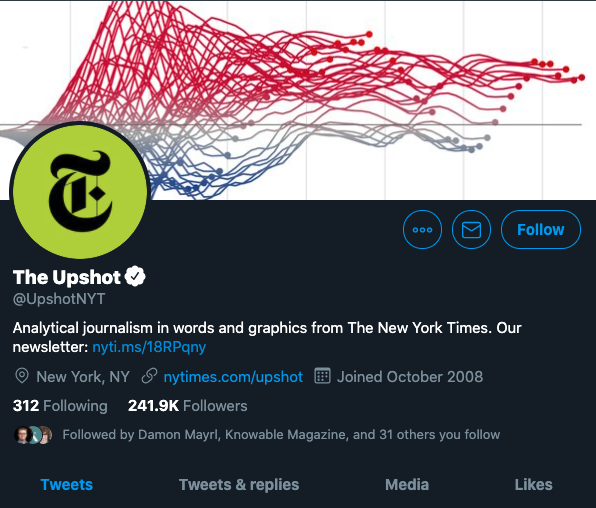 Follow
The Upshot
@UpshotNYT
Analytical journalism in words and graphics from The New York Times. Our
newsletter: nyti.ms/18RPqny
New York, NY nytimes.com/upshot Joined October 2008
312 Following 241.9K Followers
Followed by Damon Mayrl, Knowable Magazine, and 31 others you follow
Tweets Tweets & replies Media Likes